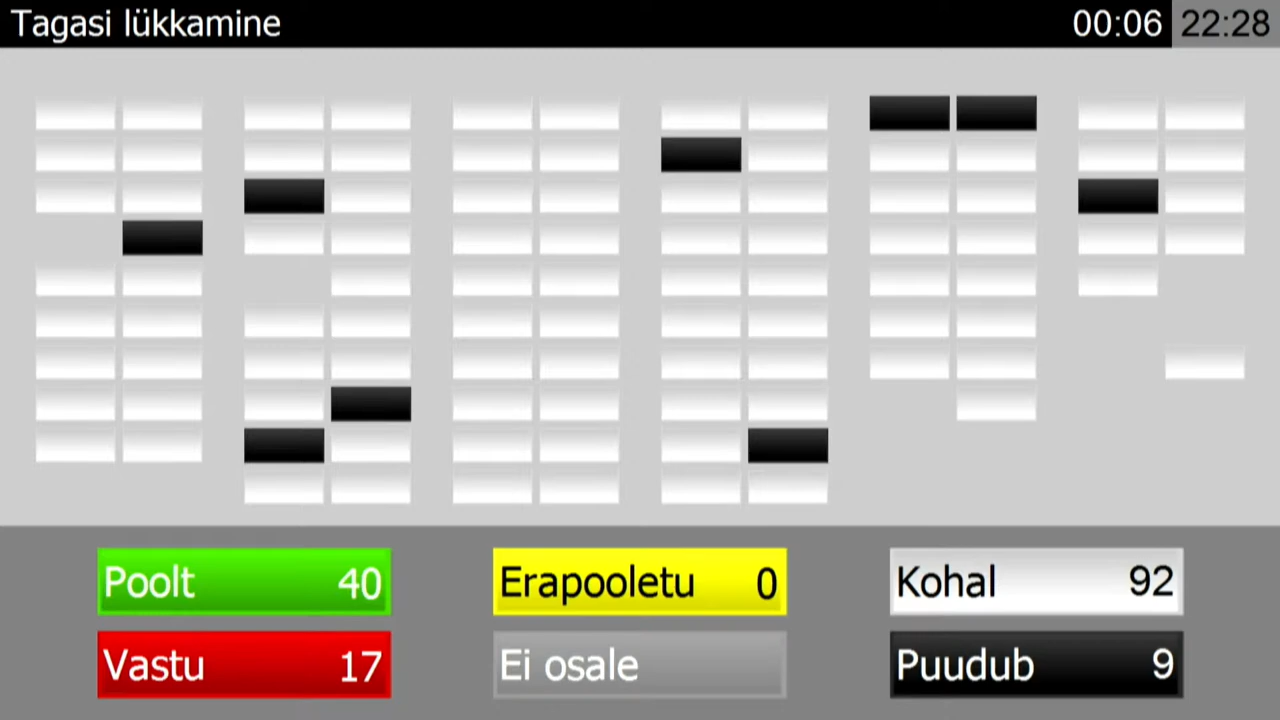 Tagasi lükkamine 00:06 22:28
Poolt 40 Erapooletu 0 Kohal 92
Vastu 17 Ei osale Puudub 9